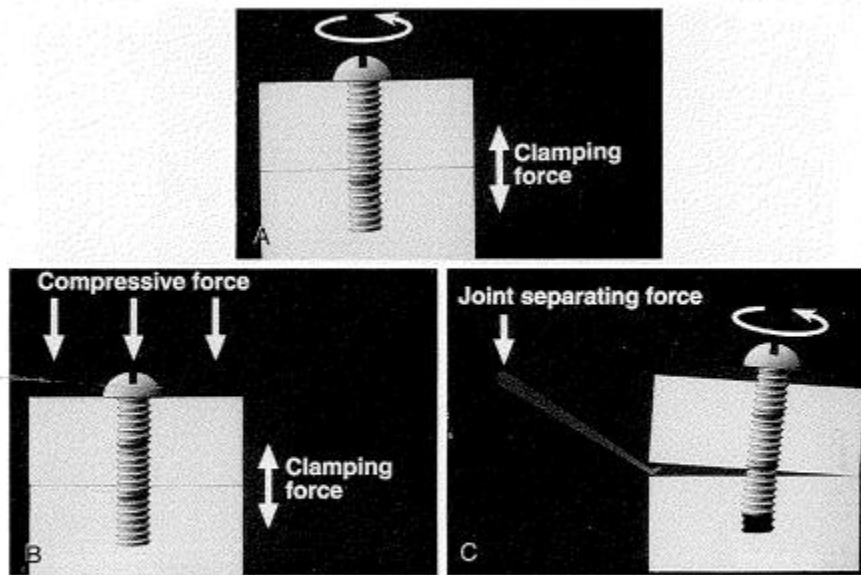 Clamping
force
A
Compressive force
Clamping
force
B
Joint separating force
C